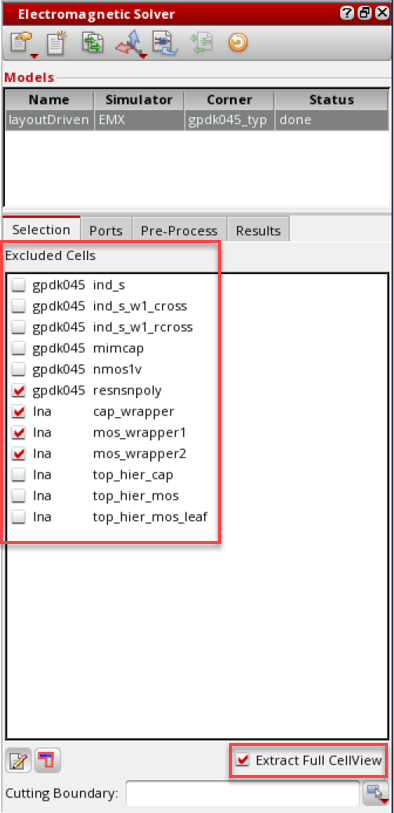 Electromagnetic Solver
Models
Name Simulator Corner Status
layoutDriven EMX gpdk045_typ done
Selection Ports Pre-Process Results
Excluded Cells
gpdk045 ind_s
gpdk045 ind_s_w1_cross
gpdk045 ind_s_w1_rcross
gpdk045 mimcap
gpdk045 nmos1v
gpdk045 resnsnpoly
lna cap_wrapper
lna mos_wrapper1
lna mos_wrapper2
lna top_hier_cap
lna top_hier_mos
lna top_hier_mos_leaf
Extract Full CellView
Cutting Boundary: